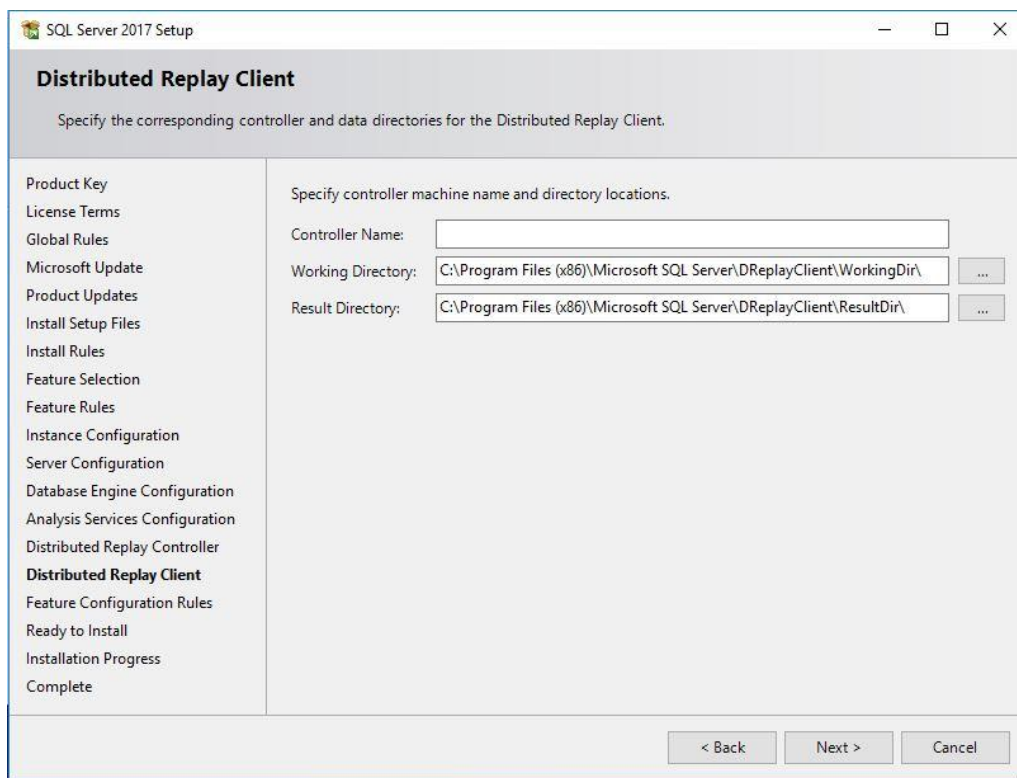 SQL Server 2017 Setup
Distributed Replay Client
Specify the corresponding controller and data directories for the Distributed Replay Client.
Product Key
License Terms
Global Rules
Microsoft Update
Product Updates
Install Setup Files
Install Rules
Feature Selection
Feature Rules
Instance Configuration
Server Configuration
Database Engine Configuration
Analysis Services Configuration
Distributed Replay Controller
Distributed Replay Client
Feature Configuration Rules
Ready to Install
Installation Progress
Complete
Specify controller machine name and directory locations.
Controller Name:
Working Directory: C:\Program Files (x86)\Microsoft SQL Server\DReplayClient\WorkingDir\ ...
Result Directory: C:\Program Files (x86)\Microsoft SQL Server\DReplayClient\ResultDir\ ...
< Back Next > Cancel